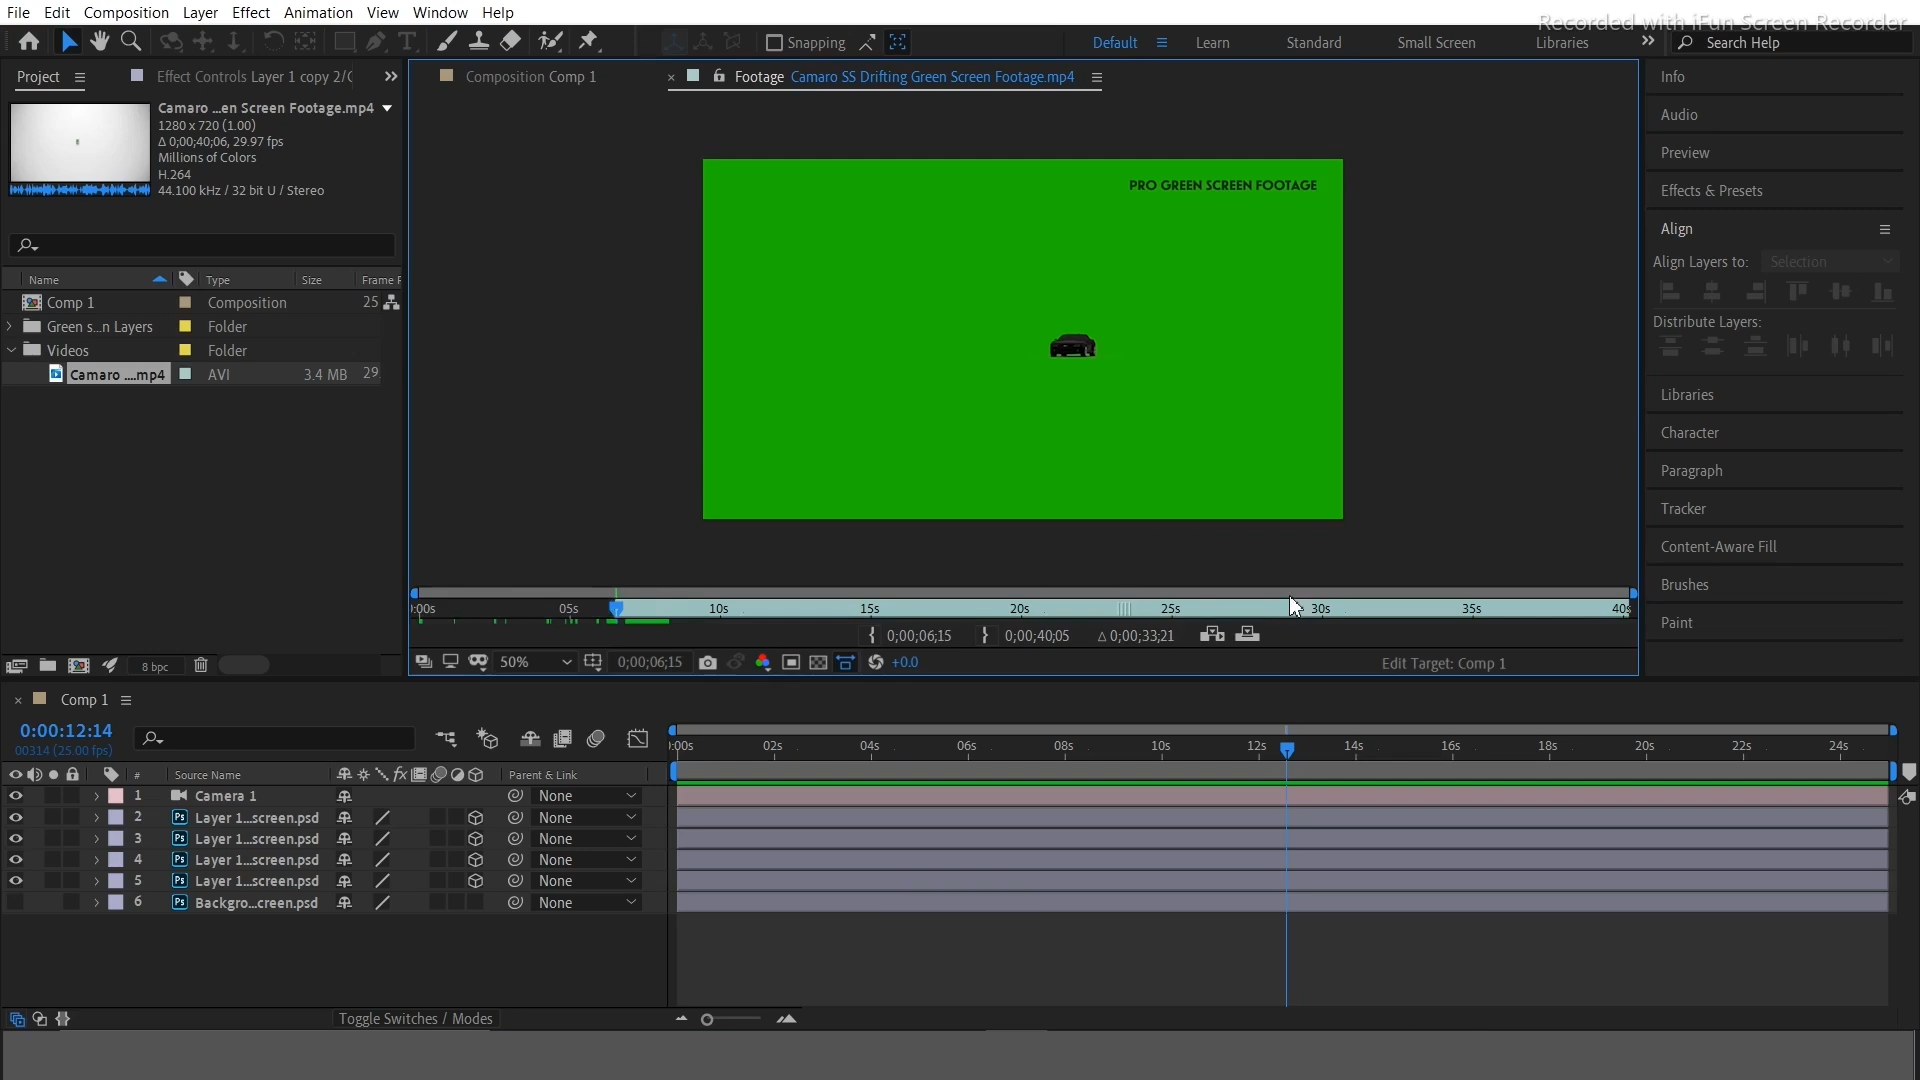 File Edit Composition Layer Effect Animation View Window Help
Recorded with iFun Screen Recorder
Snapping Default Learn Standard Small Screen Libraries Search Help
Project Effect Controls Layer 1 copy 2/
Composition Comp 1 Footage Camaro SS Drifting Green Screen Footage.mp4
Camaro ...en Screen Footage.mp4
1280 x 720 (1.00)
Δ 0;00;40;06, 29.97 fps
Millions of Colors
H.264
44.100 kHz / 32 bit U / Stereo
Name Type Size Frame
Comp 1 Composition 25
Green s...n Layers Folder
Videos Folder
Camaro ....mp4 AVI 3.4 MB 29
8 bpc
PRO GREEN SCREEN FOOTAGE
:00s 05s 10s 15s 20s 25s 30s 35s 40s
0;00;06;15 0;00;40;05 Δ 0;00;33;21
50% 0;00;06;15 +0.0 Edit Target: Comp 1
Info
Audio
Preview
Effects & Presets
Align
Align Layers to: Selection
Distribute Layers:
Libraries
Character
Paragraph
Tracker
Content-Aware Fill
Brushes
Paint
Comp 1
0:00:12:14
00314 (25.00 fps)
:00s 02s 04s 06s 08s 10s 12s 14s 16s 18s 20s 22s 24s
# Source Name fx Parent & Link
1 Camera 1 None
2 Ps Layer 1...screen.psd None
3 Ps Layer 1...screen.psd None
4 Ps Layer 1...screen.psd None
5 Ps Layer 1...screen.psd None
6 Ps Backgro...creen.psd None
Toggle Switches / Modes